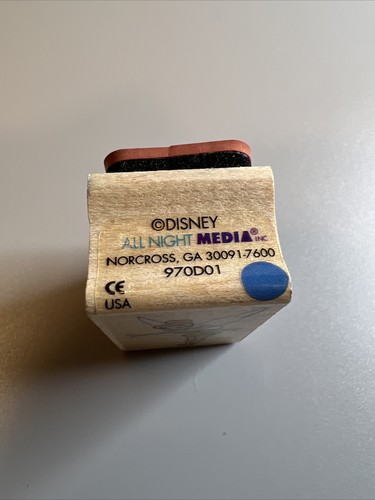 ©DISNEY
ALL NIGHT MEDIA® INC
NORCROSS, GA 30091-7600
970D01
CE
USA